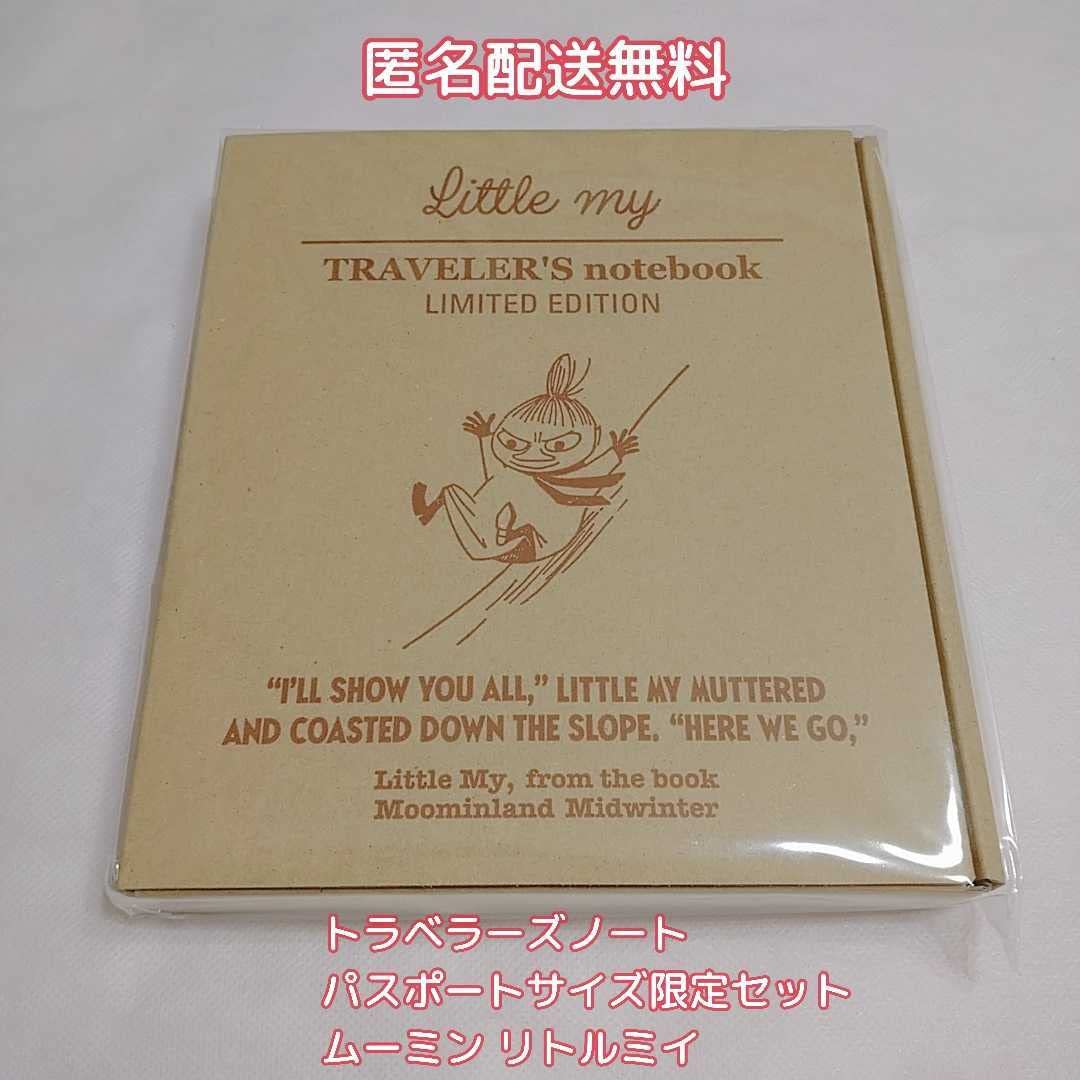 匿名配送無料
Little my
TRAVELER'S notebook
LIMITED EDITION
“I'LL SHOW YOU ALL,” LITTLE MY MUTTERED
AND COASTED DOWN THE SLOPE. “HERE WE GO,”
Little My, from the book
Moominland Midwinter
トラベラーズノート
パスポートサイズ限定セット
ムーミン リトルミイ